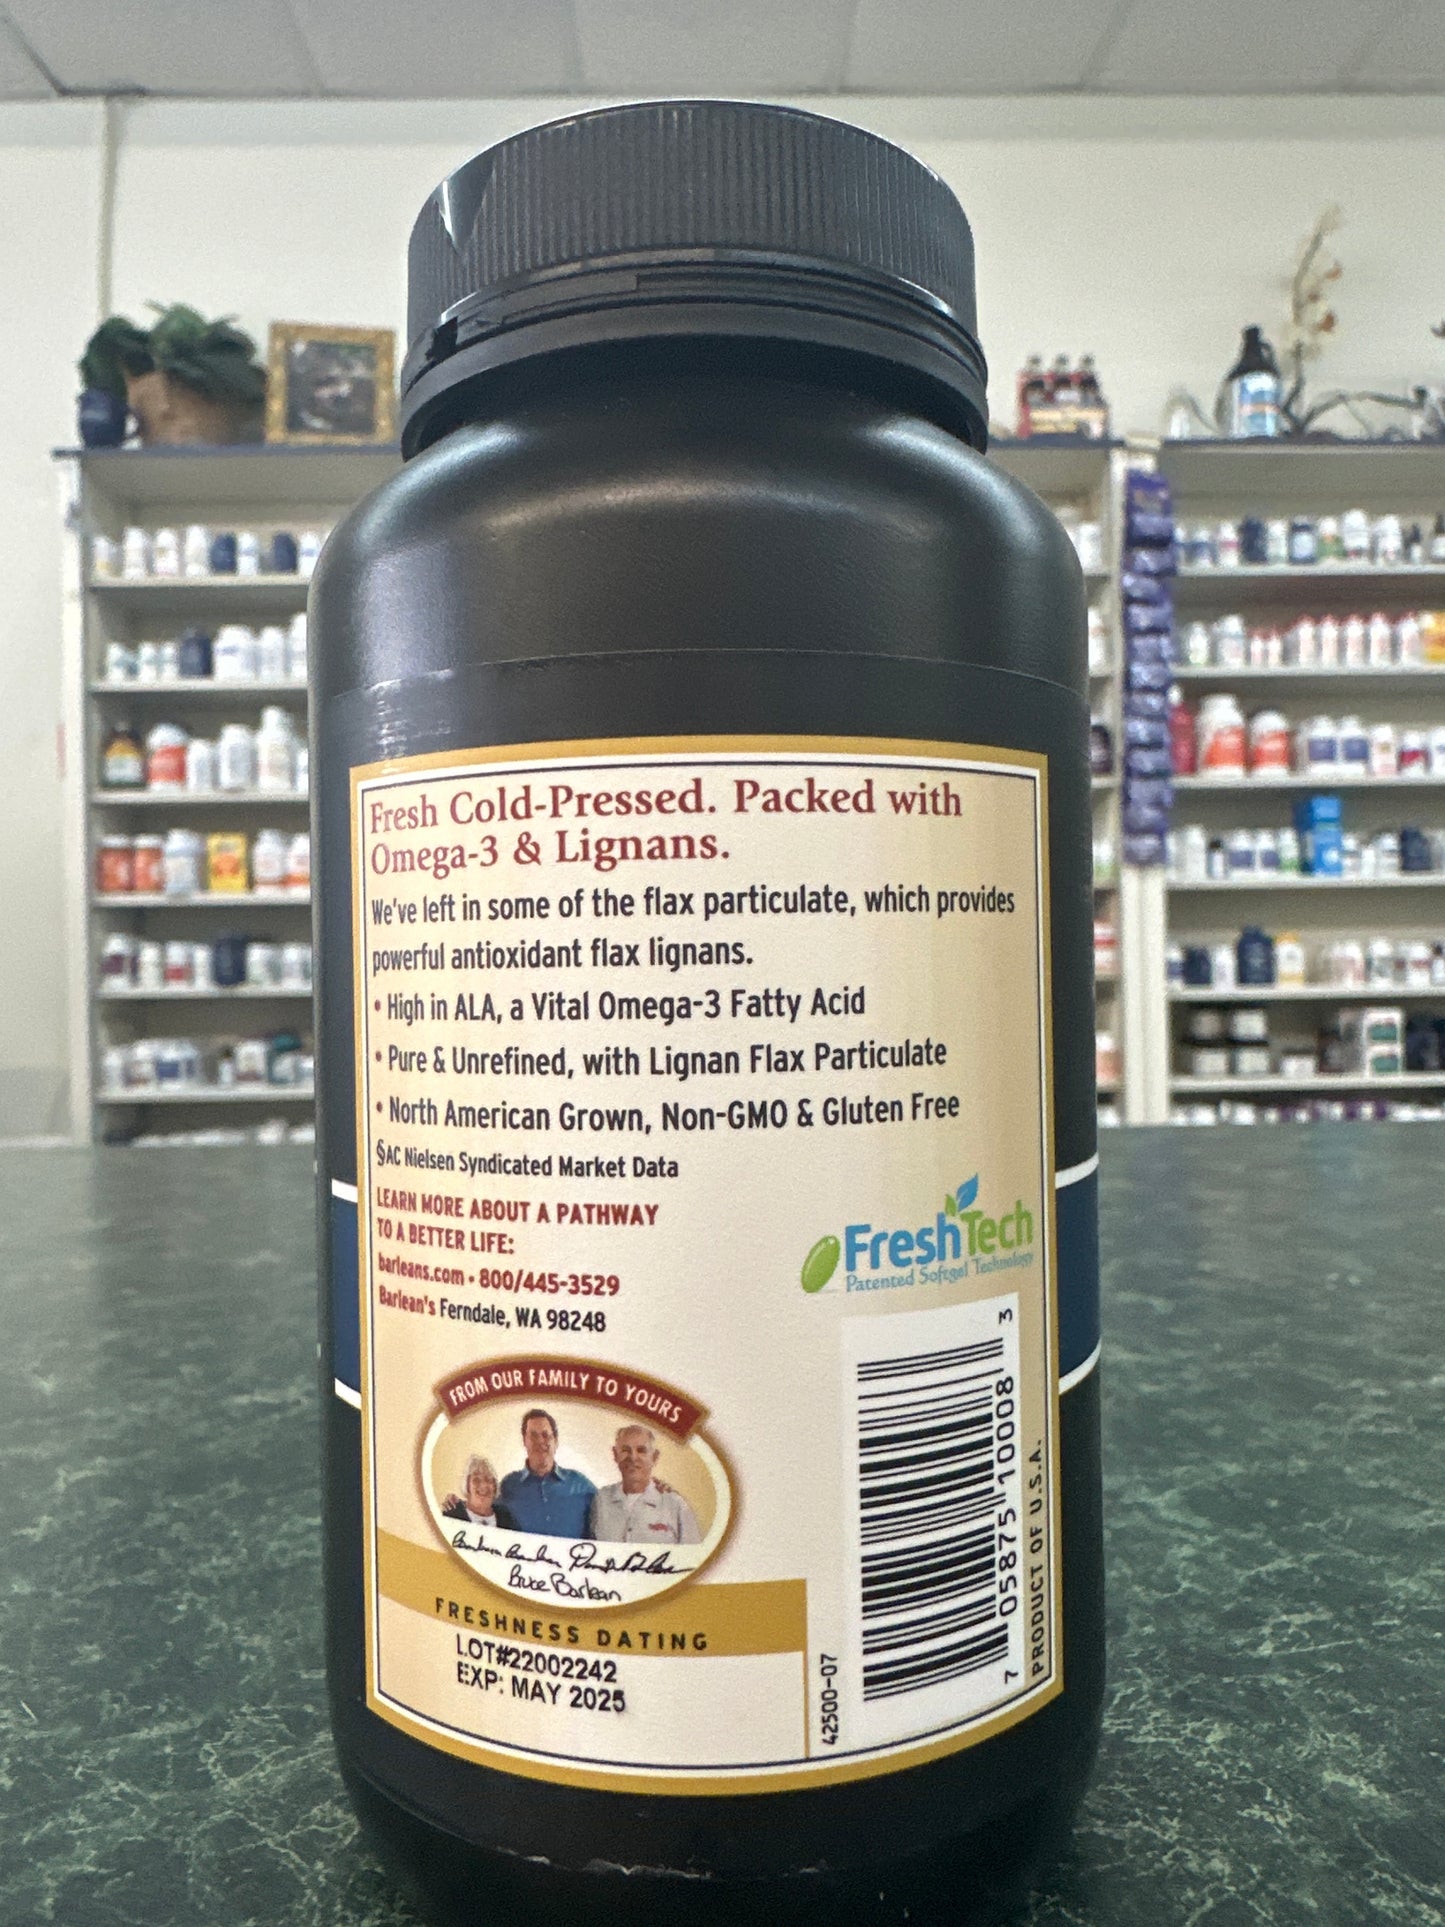 Fresh Cold-Pressed. Packed with
Omega-3 & Lignans.
We've left in some of the flax particulate, which provides
powerful antioxidant flax lignans.
• High in ALA, a Vital Omega-3 Fatty Acid
• Pure & Unrefined, with Lignan Flax Particulate
• North American Grown, Non-GMO & Gluten Free
§AC Nielsen Syndicated Market Data
LEARN MORE ABOUT A PATHWAY
TO A BETTER LIFE:
barleans.com • 800/445-3529
Barlean's Ferndale, WA 98248
FreshTech
Patented Softgel Technology
FROM OUR FAMILY TO YOURS
Bruce Barlean
FRESHNESS DATING
LOT#22002242
EXP: MAY 2025
42500-07
7 05875 10008 3
PRODUCT OF U.S.A.